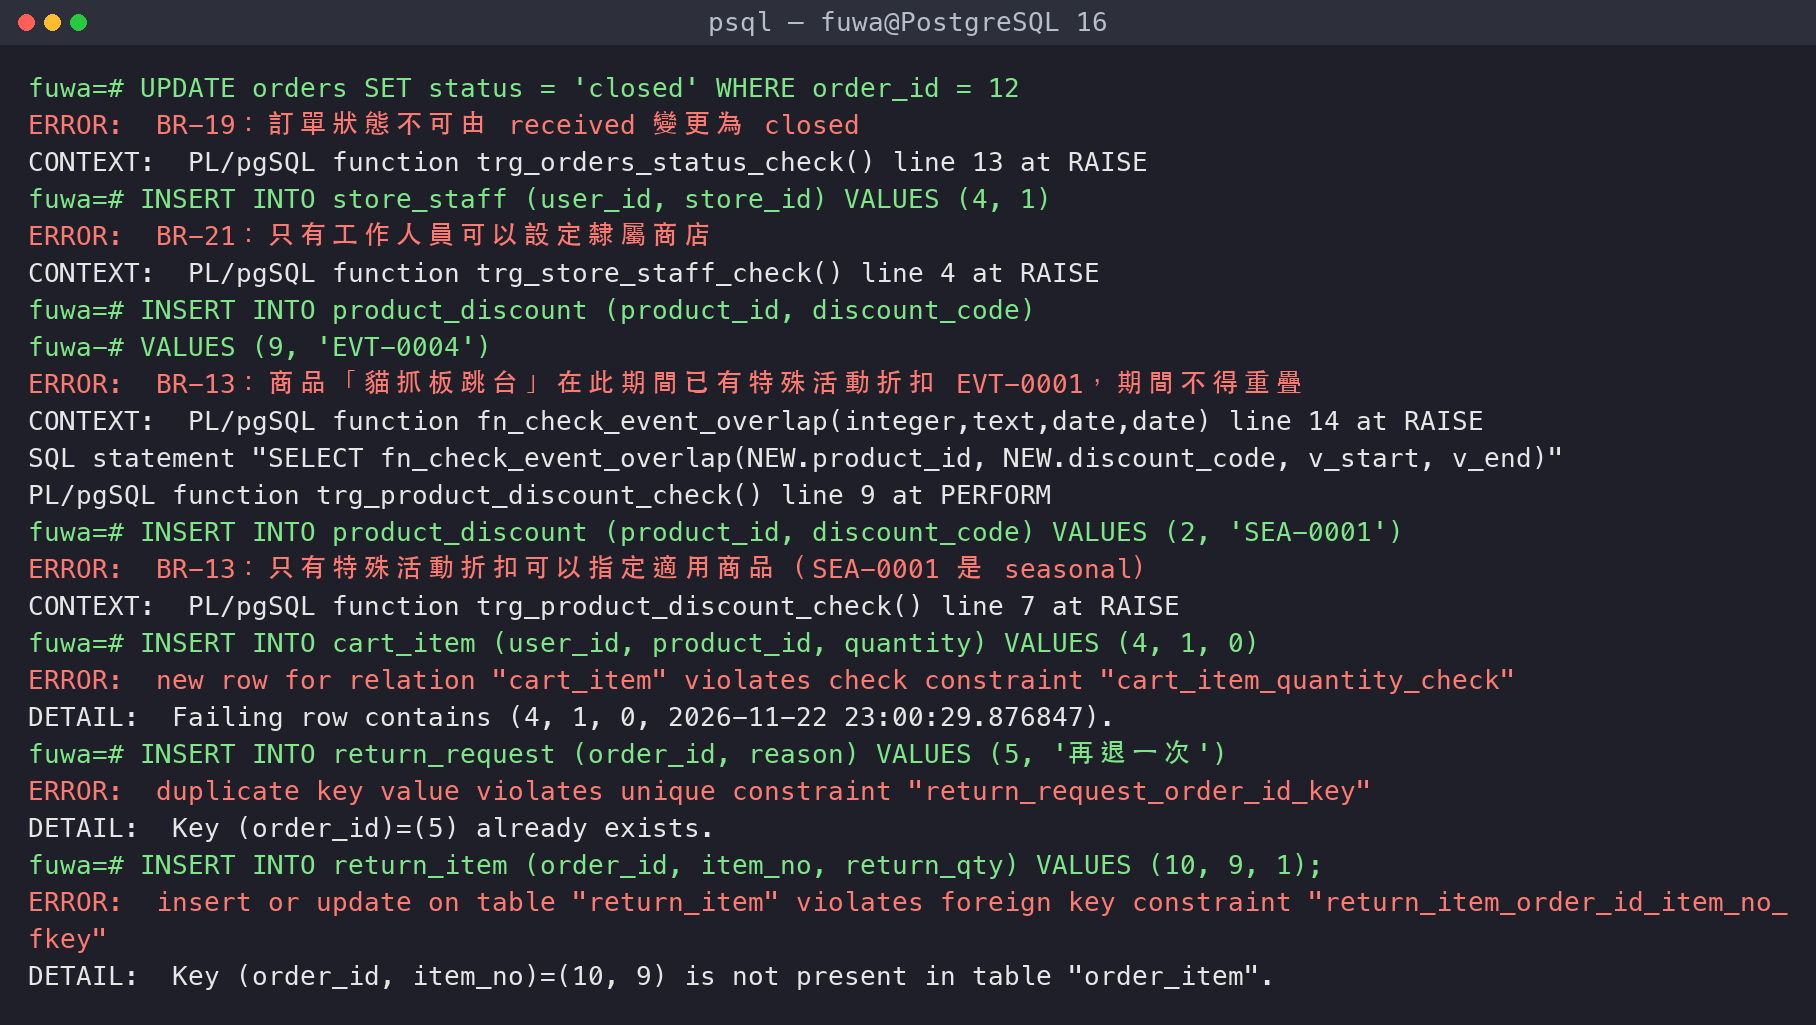 psql — fuwa@PostgreSQL 16
fuwa=# UPDATE orders SET status = 'closed' WHERE order_id = 12
ERROR:  BR-19：訂單狀態不可由 received 變更為 closed
CONTEXT:  PL/pgSQL function trg_orders_status_check() line 13 at RAISE
fuwa=# INSERT INTO store_staff (user_id, store_id) VALUES (4, 1)
ERROR:  BR-21：只有工作人員可以設定隸屬商店
CONTEXT:  PL/pgSQL function trg_store_staff_check() line 4 at RAISE
fuwa=# INSERT INTO product_discount (product_id, discount_code)
fuwa-# VALUES (9, 'EVT-0004')
ERROR:  BR-13：商品「貓抓板跳台」在此期間已有特殊活動折扣 EVT-0001，期間不得重疊
CONTEXT:  PL/pgSQL function fn_check_event_overlap(integer,text,date,date) line 14 at RAISE
SQL statement "SELECT fn_check_event_overlap(NEW.product_id, NEW.discount_code, v_start, v_end)"
PL/pgSQL function trg_product_discount_check() line 9 at PERFORM
fuwa=# INSERT INTO product_discount (product_id, discount_code) VALUES (2, 'SEA-0001')
ERROR:  BR-13：只有特殊活動折扣可以指定適用商品（SEA-0001 是 seasonal）
CONTEXT:  PL/pgSQL function trg_product_discount_check() line 7 at RAISE
fuwa=# INSERT INTO cart_item (user_id, product_id, quantity) VALUES (4, 1, 0)
ERROR:  new row for relation "cart_item" violates check constraint "cart_item_quantity_check"
DETAIL:  Failing row contains (4, 1, 0, 2026-11-22 23:00:29.876847).
fuwa=# INSERT INTO return_request (order_id, reason) VALUES (5, '再退一次')
ERROR:  duplicate key value violates unique constraint "return_request_order_id_key"
DETAIL:  Key (order_id)=(5) already exists.
fuwa=# INSERT INTO return_item (order_id, item_no, return_qty) VALUES (10, 9, 1);
ERROR:  insert or update on table "return_item" violates foreign key constraint "return_item_order_id_item_no_
fkey"
DETAIL:  Key (order_id, item_no)=(10, 9) is not present in table "order_item".